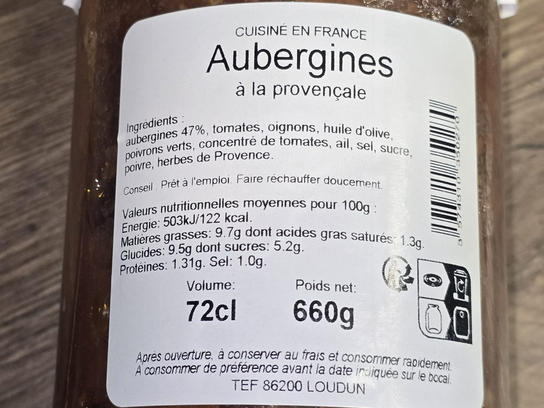 CUISINÉ EN FRANCE
Aubergines
à la provençale
Ingrédients :
aubergines 47%, tomates, oignons, huile d'olive,
poivrons verts, concentré de tomates, ail, sel, sucre,
poivre, herbes de Provence.
Conseil : Prêt à l'emploi. Faire réchauffer doucement.
Valeurs nutritionnelles moyennes pour 100g :
Energie: 503kJ/122 kcal.
Matières grasses: 9.7g dont acides gras saturés: 1.3g.
Glucides: 9.5g dont sucres: 5.2g.
Protéines: 1.31g. Sel: 1.0g.
Volume: Poids net:
72cl 660g
Après ouverture, à conserver au frais et consommer rapidement.
A consommer de préférence avant la date indiquée sur le bocal.
TEF 86200 LOUDUN